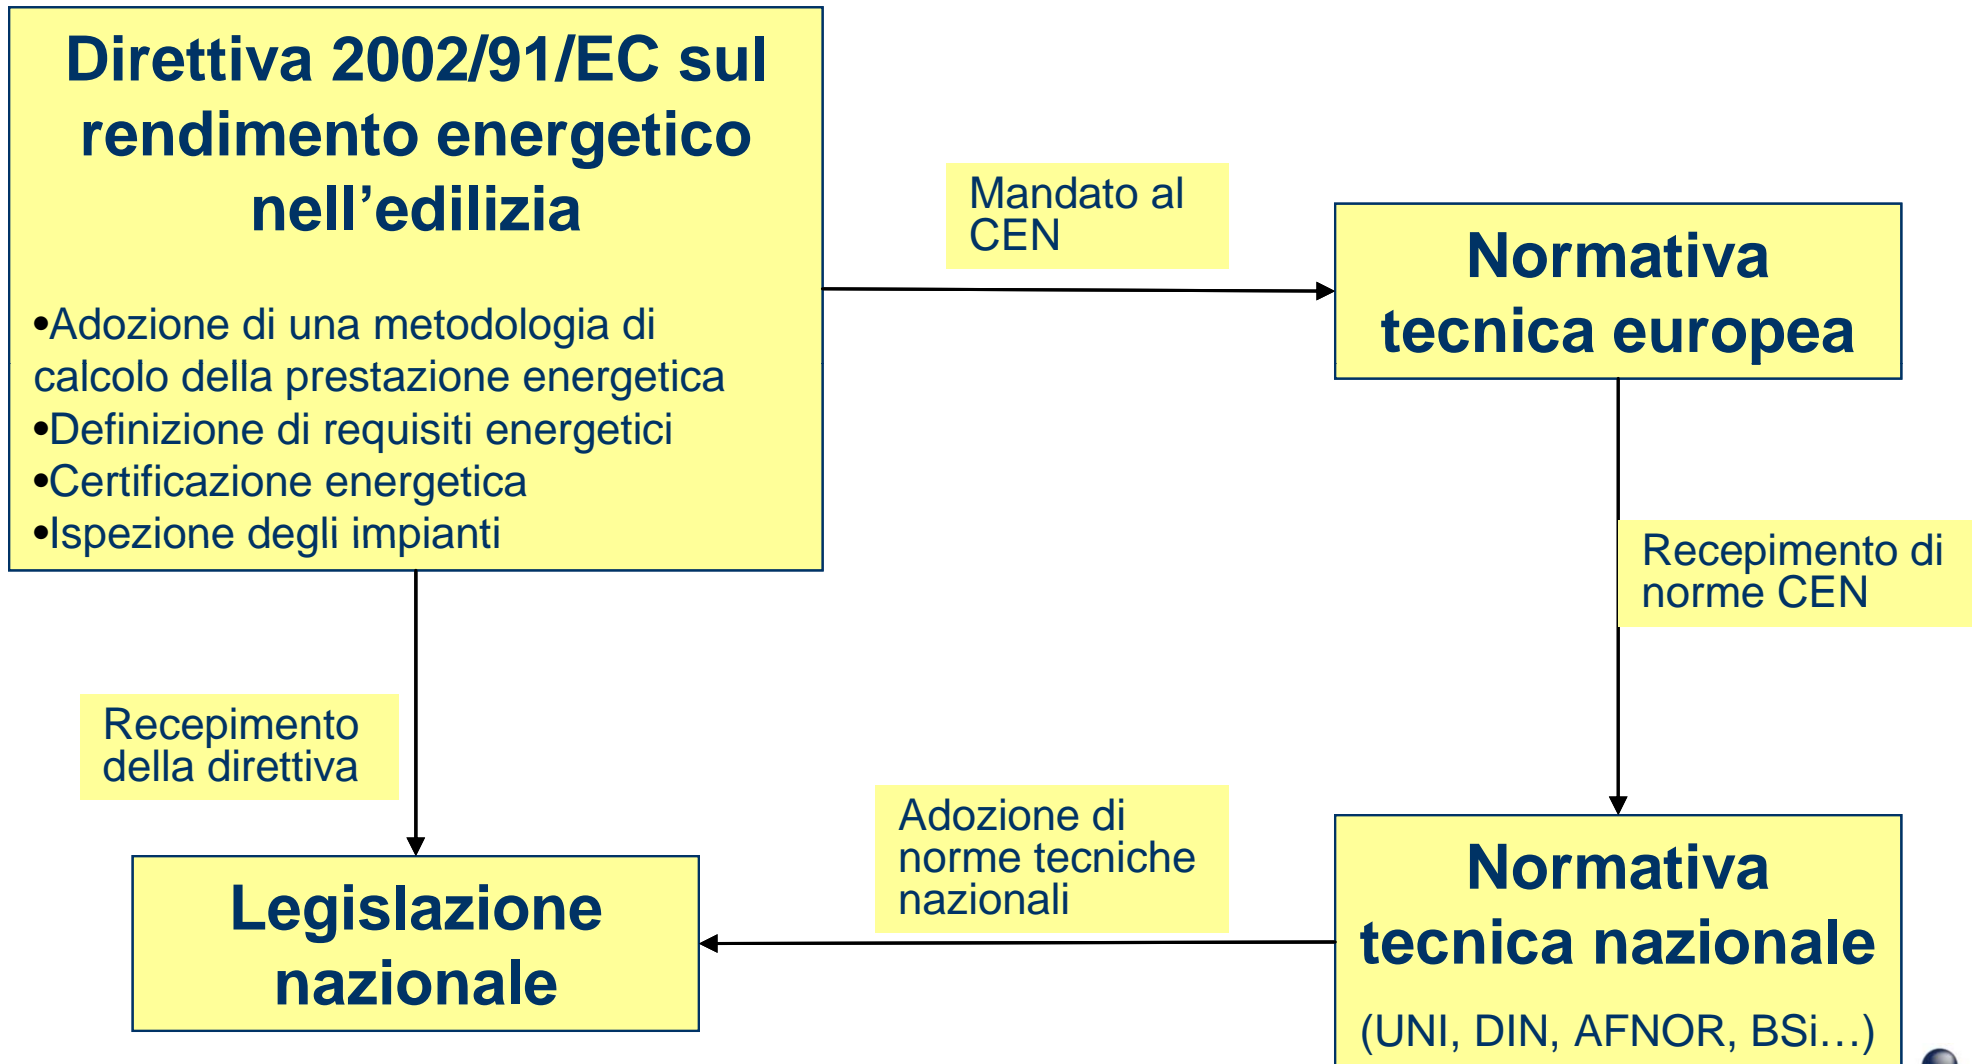 Direttiva 2002/91/EC sul
rendimento energetico
nell’edilizia
•Adozione di una metodologia di
calcolo della prestazione energetica
•Definizione di requisiti energetici
•Certificazione energetica
•Ispezione degli impianti
Mandato al
CEN
Normativa
tecnica europea
Recepimento di
norme CEN
Recepimento
della direttiva
Adozione di
norme tecniche
nazionali
Legislazione
nazionale
Normativa
tecnica nazionale
(UNI, DIN, AFNOR, BSi…)